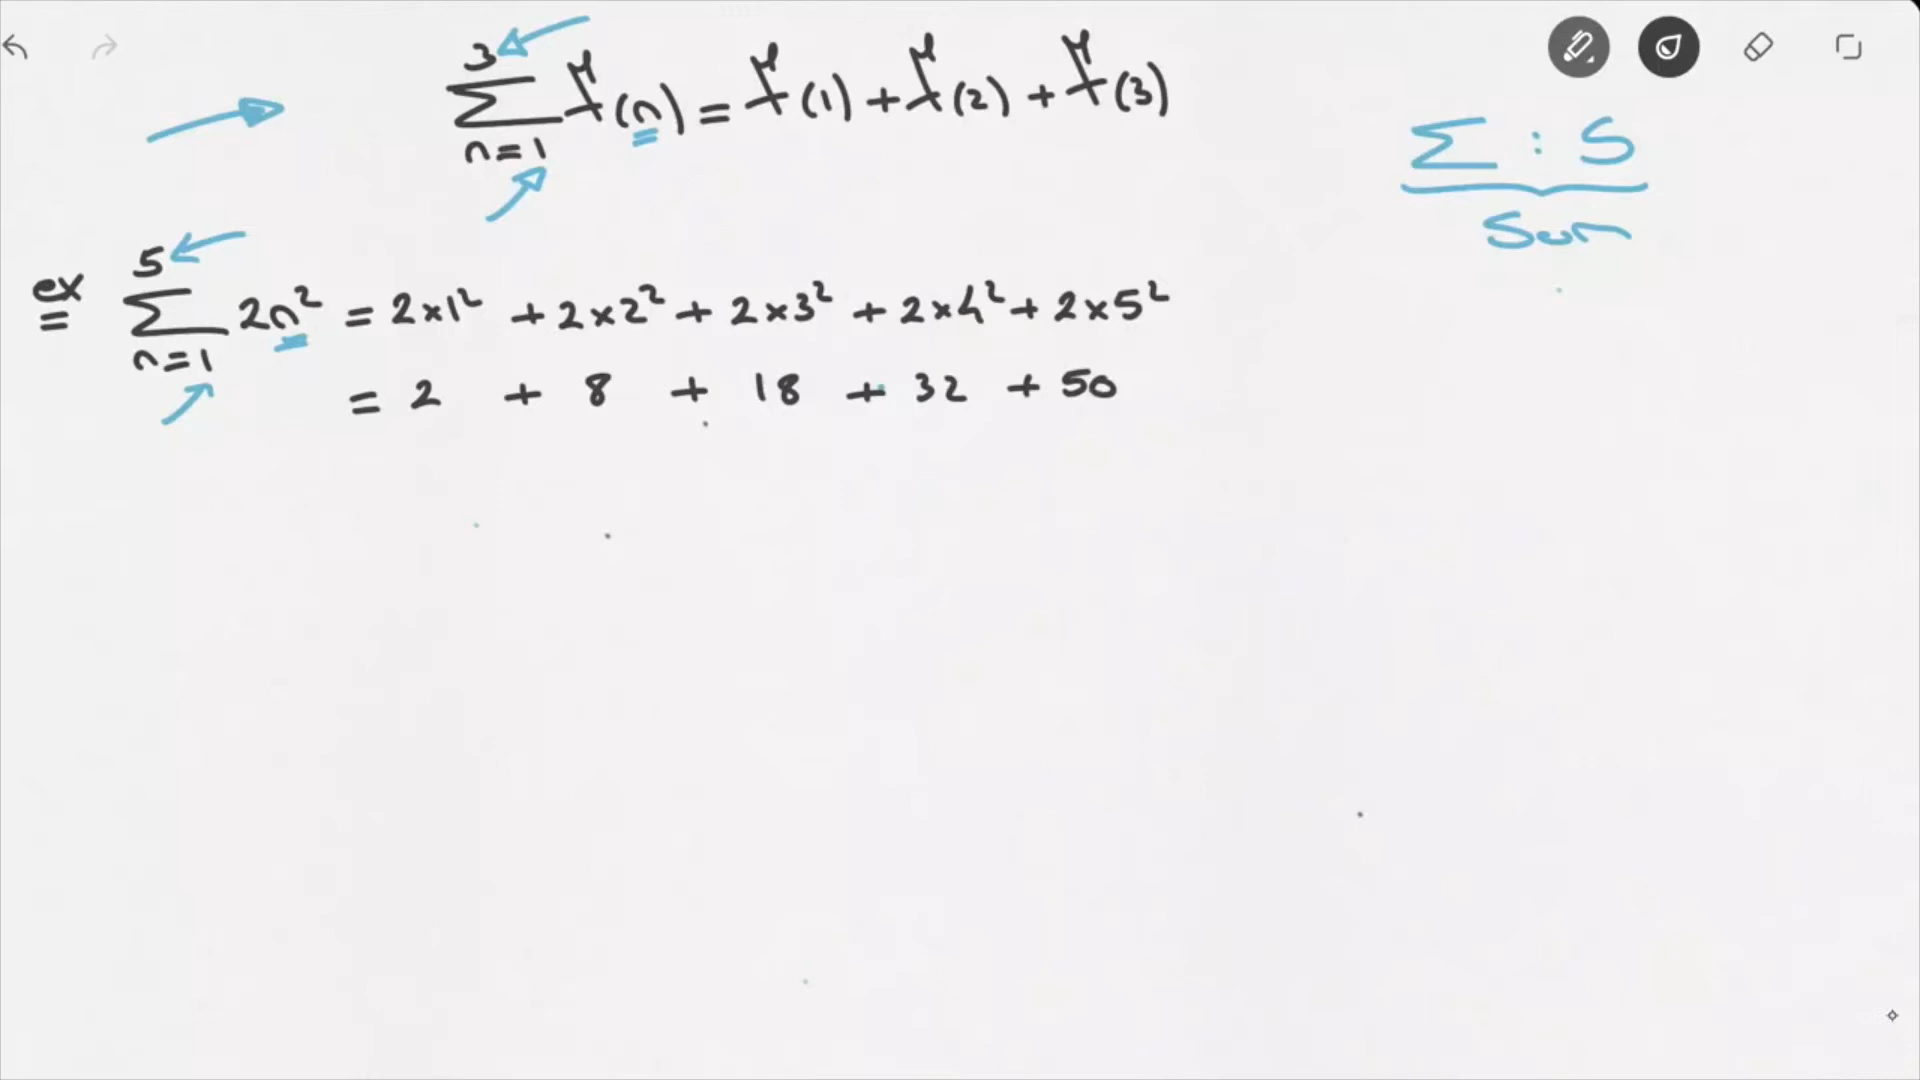 3
∑ f(n) = f(1) + f(2) + f(3)
n=1
∑ : S
Sum
ex
5
∑ 2n² = 2×1² + 2×2² + 2×3² + 2×4² + 2×5²
n=1
= 2 + 8 + 18 + 32 + 50